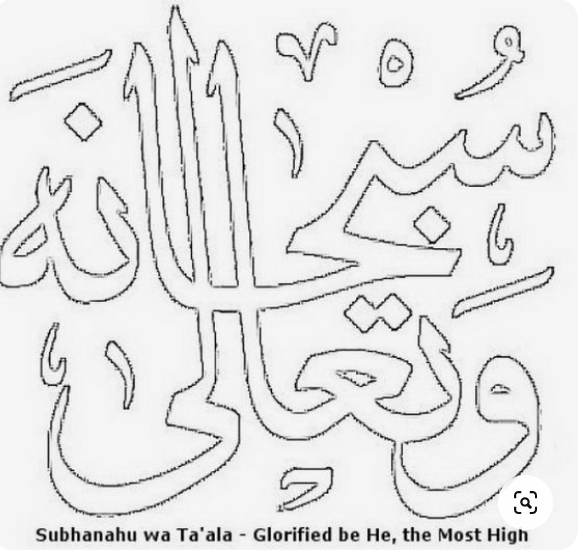 سُبْحَانَهُ
وَتَعَالَى
Subhanahu wa Ta'ala - Glorified be He, the Most High